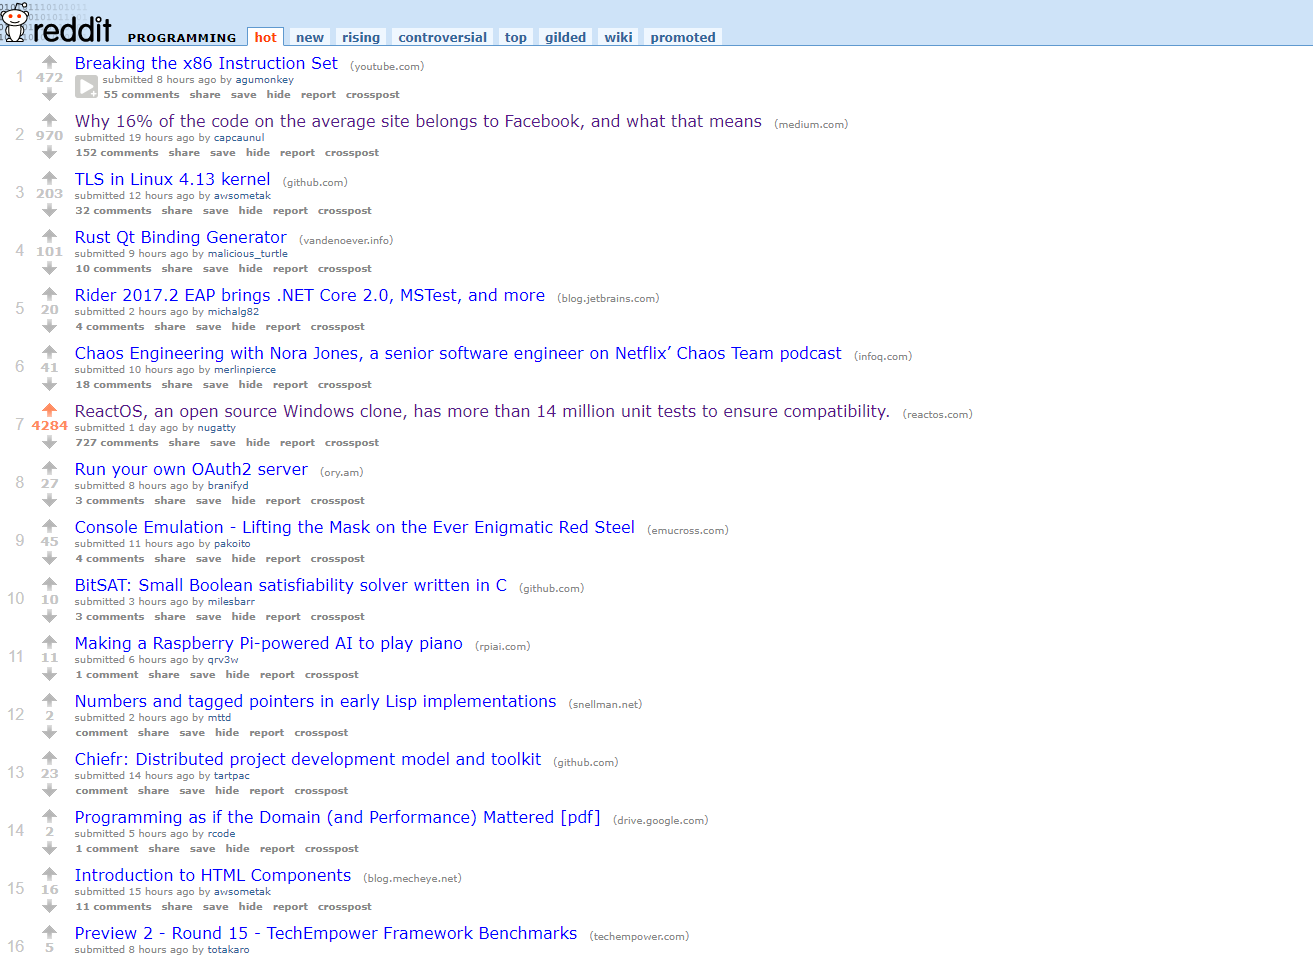 reddit PROGRAMMING hot new rising controversial top gilded wiki promoted
1 472 Breaking the x86 Instruction Set (youtube.com)
submitted 8 hours ago by agumonkey
55 comments share save hide report crosspost
2 970 Why 16% of the code on the average site belongs to Facebook, and what that means (medium.com)
submitted 19 hours ago by capcaunul
152 comments share save hide report crosspost
3 203 TLS in Linux 4.13 kernel (github.com)
submitted 12 hours ago by awsometak
32 comments share save hide report crosspost
4 101 Rust Qt Binding Generator (vandenoever.info)
submitted 9 hours ago by malicious_turtle
10 comments share save hide report crosspost
5 20 Rider 2017.2 EAP brings .NET Core 2.0, MSTest, and more (blog.jetbrains.com)
submitted 2 hours ago by michalg82
4 comments share save hide report crosspost
6 41 Chaos Engineering with Nora Jones, a senior software engineer on Netflix’ Chaos Team podcast (infoq.com)
submitted 10 hours ago by merlinpierce
18 comments share save hide report crosspost
7 4284 ReactOS, an open source Windows clone, has more than 14 million unit tests to ensure compatibility. (reactos.com)
submitted 1 day ago by nugatty
727 comments share save hide report crosspost
8 27 Run your own OAuth2 server (ory.am)
submitted 8 hours ago by branifyd
3 comments share save hide report crosspost
9 45 Console Emulation - Lifting the Mask on the Ever Enigmatic Red Steel (emucross.com)
submitted 11 hours ago by pakoito
4 comments share save hide report crosspost
10 10 BitSAT: Small Boolean satisfiability solver written in C (github.com)
submitted 3 hours ago by milesbarr
3 comments share save hide report crosspost
11 11 Making a Raspberry Pi-powered AI to play piano (rpiai.com)
submitted 6 hours ago by qrv3w
1 comment share save hide report crosspost
12 2 Numbers and tagged pointers in early Lisp implementations (snellman.net)
submitted 2 hours ago by mttd
comment share save hide report crosspost
13 23 Chiefr: Distributed project development model and toolkit (github.com)
submitted 14 hours ago by tartpac
comment share save hide report crosspost
14 2 Programming as if the Domain (and Performance) Mattered [pdf] (drive.google.com)
submitted 5 hours ago by rcode
1 comment share save hide report crosspost
15 16 Introduction to HTML Components (blog.mecheye.net)
submitted 15 hours ago by awsometak
11 comments share save hide report crosspost
16 5 Preview 2 - Round 15 - TechEmpower Framework Benchmarks (techempower.com)
submitted 8 hours ago by totakaro